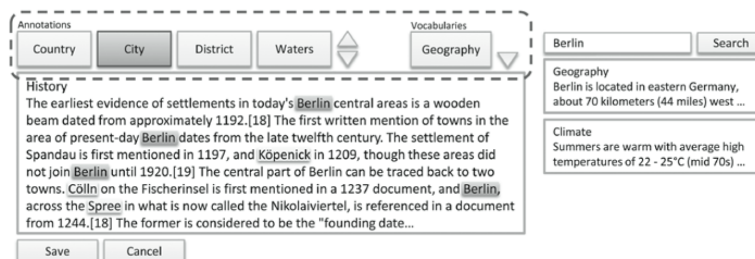 Annotations
Vocabularies
Country City District Waters Geography
Berlin Search
History
The earliest evidence of settlements in today's Berlin central areas is a wooden
beam dated from approximately 1192.[18] The first written mention of towns in the
area of present-day Berlin dates from the late twelfth century. The settlement of
Spandau is first mentioned in 1197, and Köpenick in 1209, though these areas did
not join Berlin until 1920.[19] The central part of Berlin can be traced back to two
towns. Cölln on the Fischerinsel is first mentioned in a 1237 document, and Berlin,
across the Spree in what is now called the Nikolaiviertel, is referenced in a document
from 1244.[18] The former is considered to be the "founding date...
Geography
Berlin is located in eastern Germany,
about 70 kilometers (44 miles) west ...
Climate
Summers are warm with average high
temperatures of 22 - 25°C (mid 70s) ...
Save Cancel